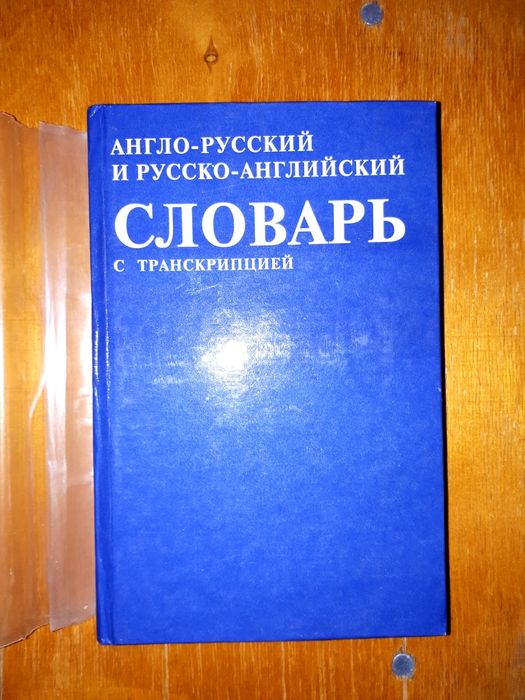 АНГЛО-РУССКИЙ
И РУССКО-АНГЛИЙСКИЙ
СЛОВАРЬ
С ТРАНСКРИПЦИЕЙ